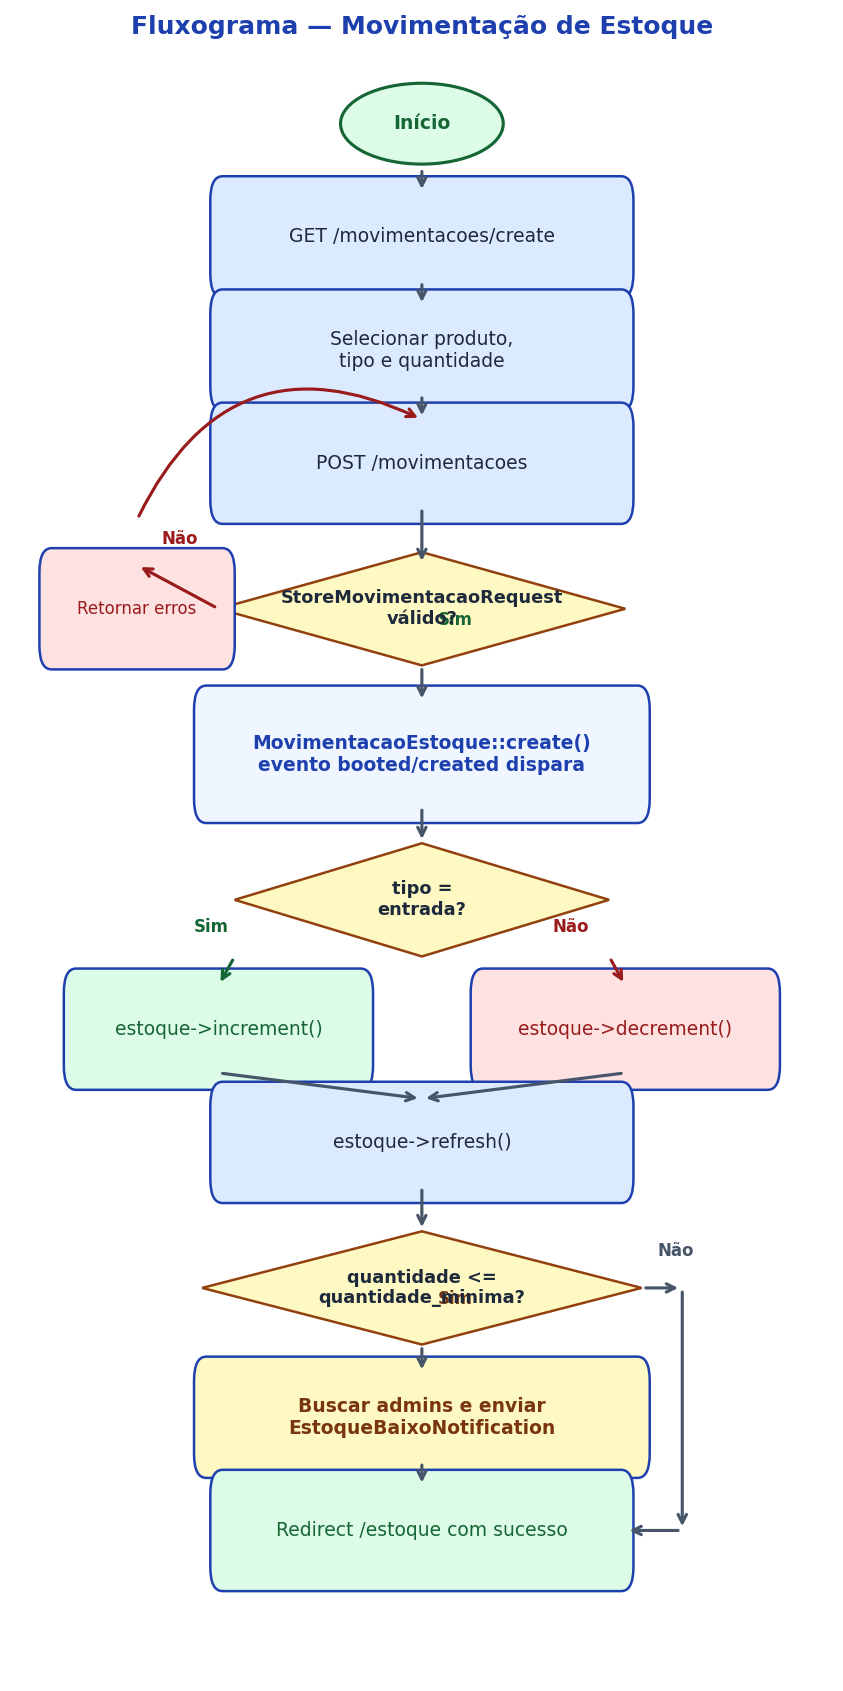 Fluxograma — Movimentação de Estoque
Início
GET /movimentacoes/create
Selecionar produto,
tipo e quantidade
POST /movimentacoes
Não
Retornar erros
StoreMovimentacaoRequest
válido?
Sim
MovimentacaoEstoque::create()
evento booted/created dispara
tipo =
entrada?
Sim
Não
estoque->increment()
estoque->decrement()
estoque->refresh()
Não
quantidade <=
quantidade_minima?
Sim
Buscar admins e enviar
EstoqueBaixoNotification
Redirect /estoque com sucesso